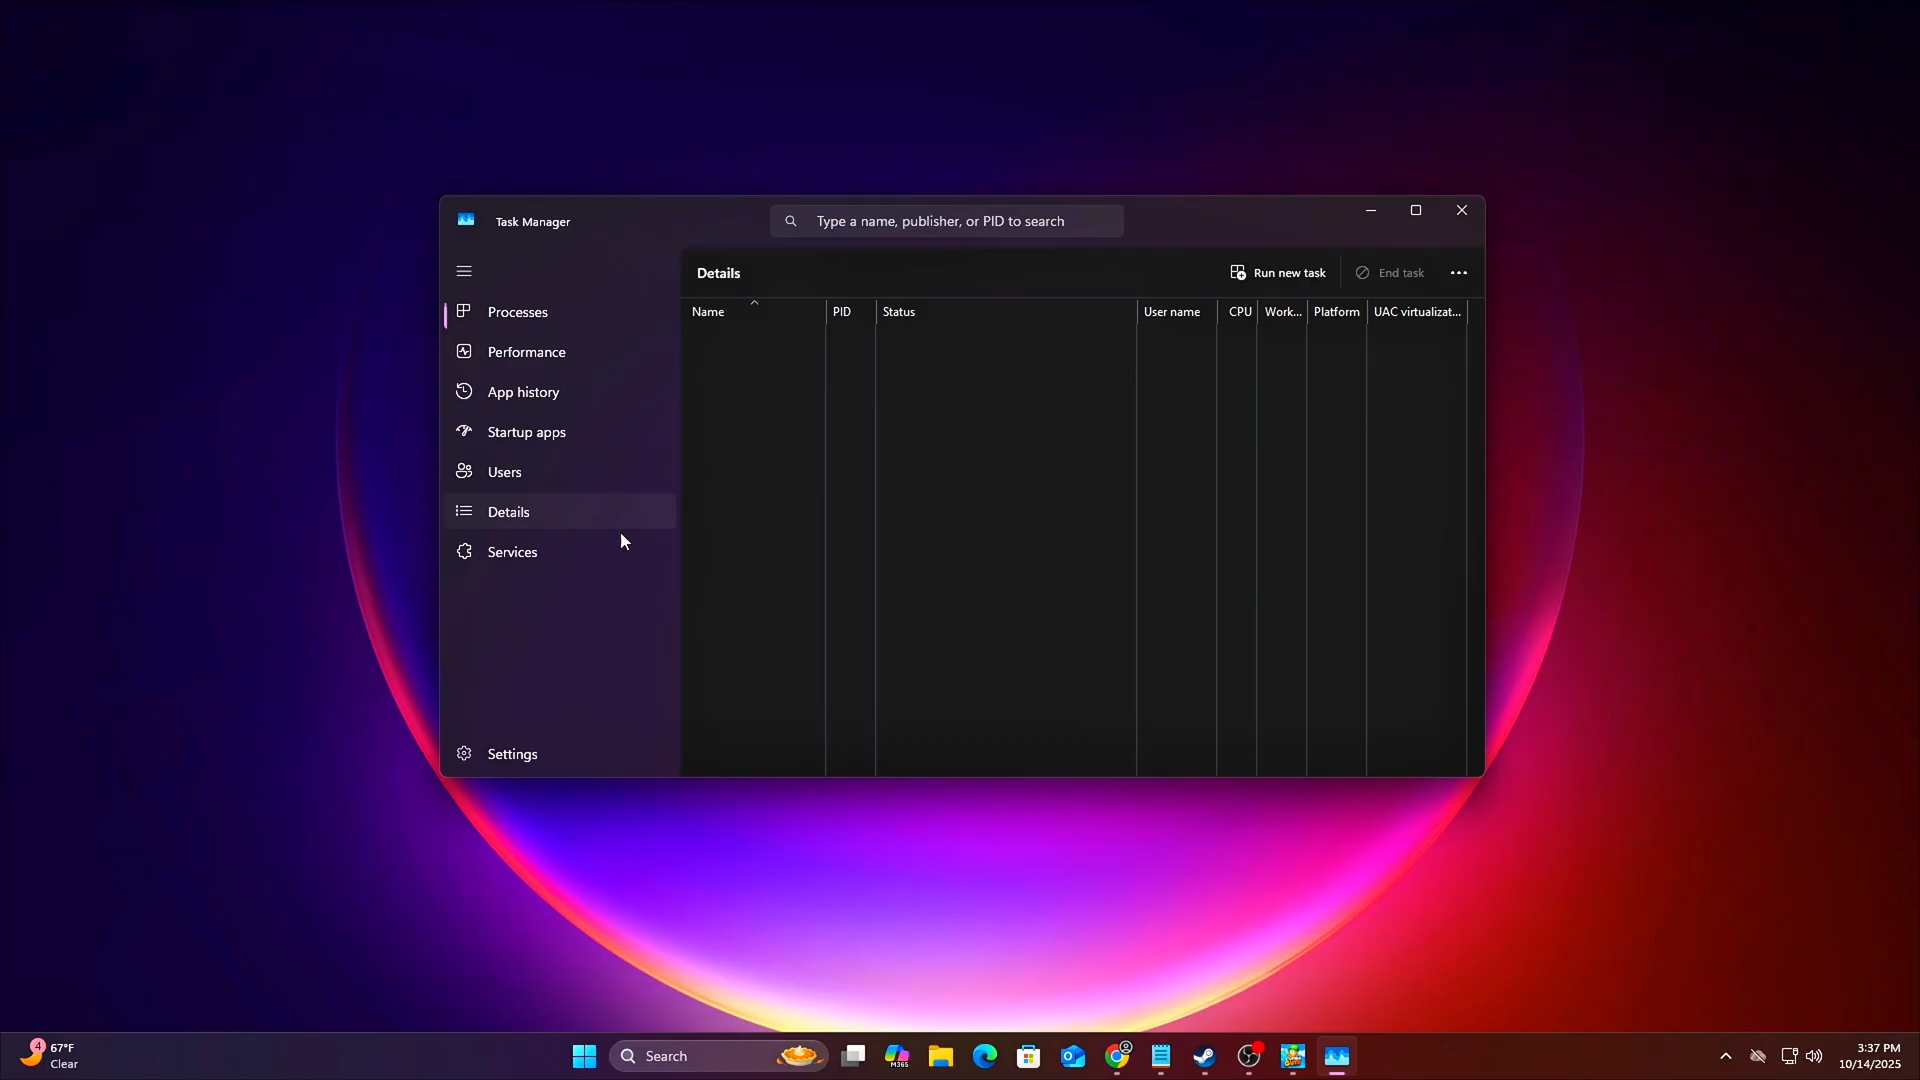 Task Manager
Type a name, publisher, or PID to search
Processes
Performance
App history
Startup apps
Users
Details
Services
Settings
Details
Run new task
End task
Name
PID
Status
User name
CPU
Work...
Platform
UAC virtualizat...
4
67°F
Clear
Search
M365
3:37 PM
10/14/2025